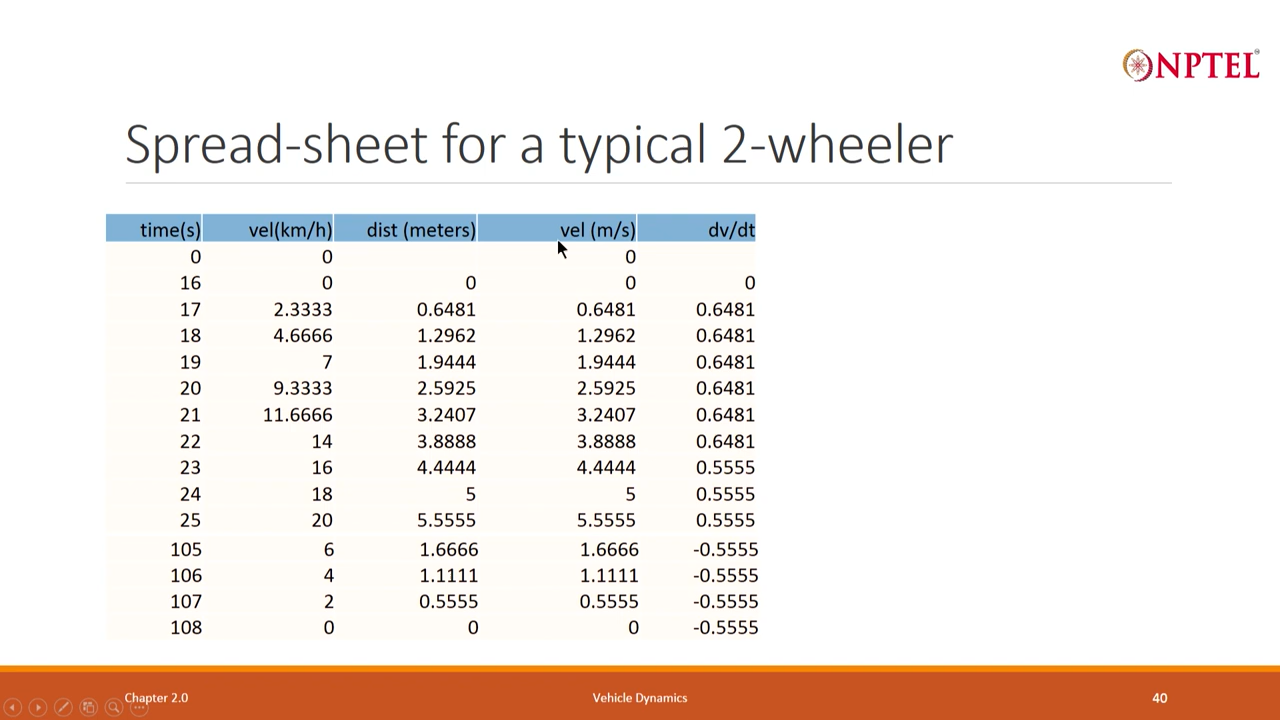 NPTEL
Spread-sheet for a typical 2-wheeler
time(s) vel(km/h) dist (meters) vel (m/s) dv/dt
0 0 0
16 0 0 0 0
17 2.3333 0.6481 0.6481 0.6481
18 4.6666 1.2962 1.2962 0.6481
19 7 1.9444 1.9444 0.6481
20 9.3333 2.5925 2.5925 0.6481
21 11.6666 3.2407 3.2407 0.6481
22 14 3.8888 3.8888 0.6481
23 16 4.4444 4.4444 0.5555
24 18 5 5 0.5555
25 20 5.5555 5.5555 0.5555
105 6 1.6666 1.6666 -0.5555
106 4 1.1111 1.1111 -0.5555
107 2 0.5555 0.5555 -0.5555
108 0 0 0 -0.5555
Chapter 2.0 Vehicle Dynamics 40